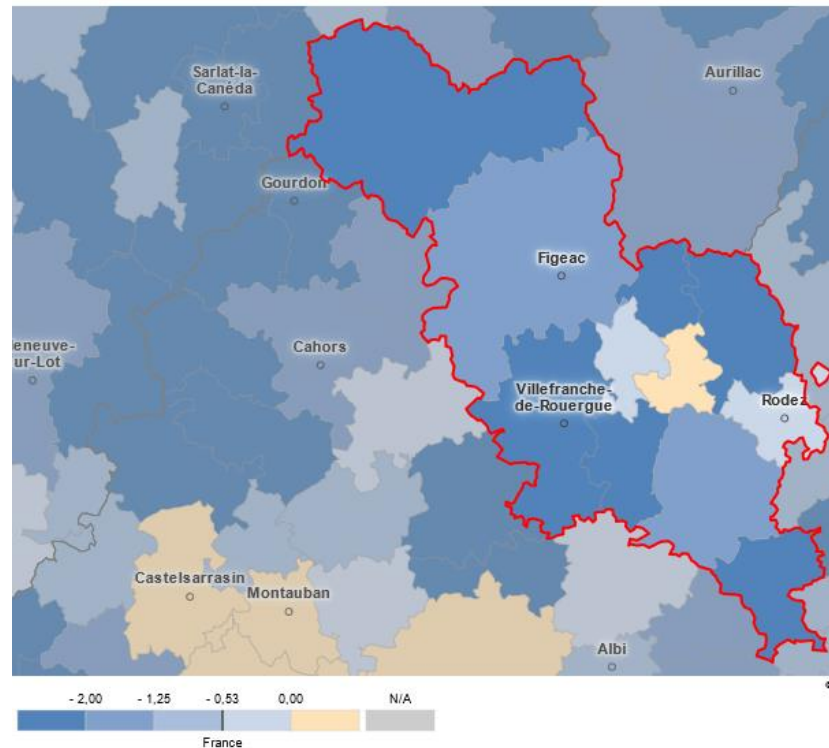 Sarlat-la-
Canéda
Aurillac
Gourdon
Figeac
eneuve-
ur-Lot
Cahors
Villefranche-
de-Rouergue
Rodez
Castelsarrasin
Montauban
Albi
- 2,00 - 1,25 - 0,53 0,00 N/A
France